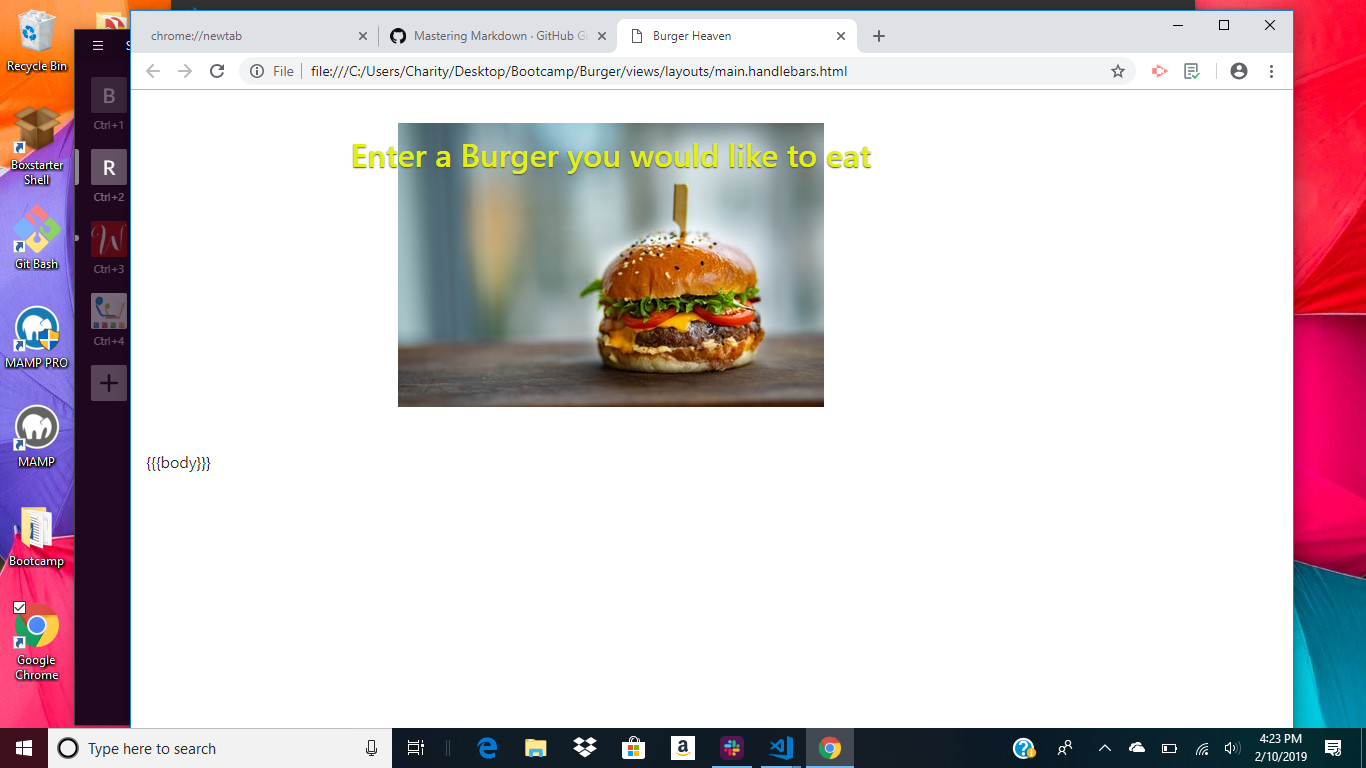 Recycle Bin
Boxstarter
Shell
Git Bash
MAMP PRO
MAMP
Bootcamp
Google
Chrome
S
B
Ctrl+1
R
Ctrl+2
W
Ctrl+3
Ctrl+4
chrome://newtab
Mastering Markdown · GitHub Gu
Burger Heaven
File
file:///C:/Users/Charity/Desktop/Bootcamp/Burger/views/layouts/main.handlebars.html
Enter a Burger you would like to eat
{{{body}}}
Type here to search
4:23 PM
2/10/2019